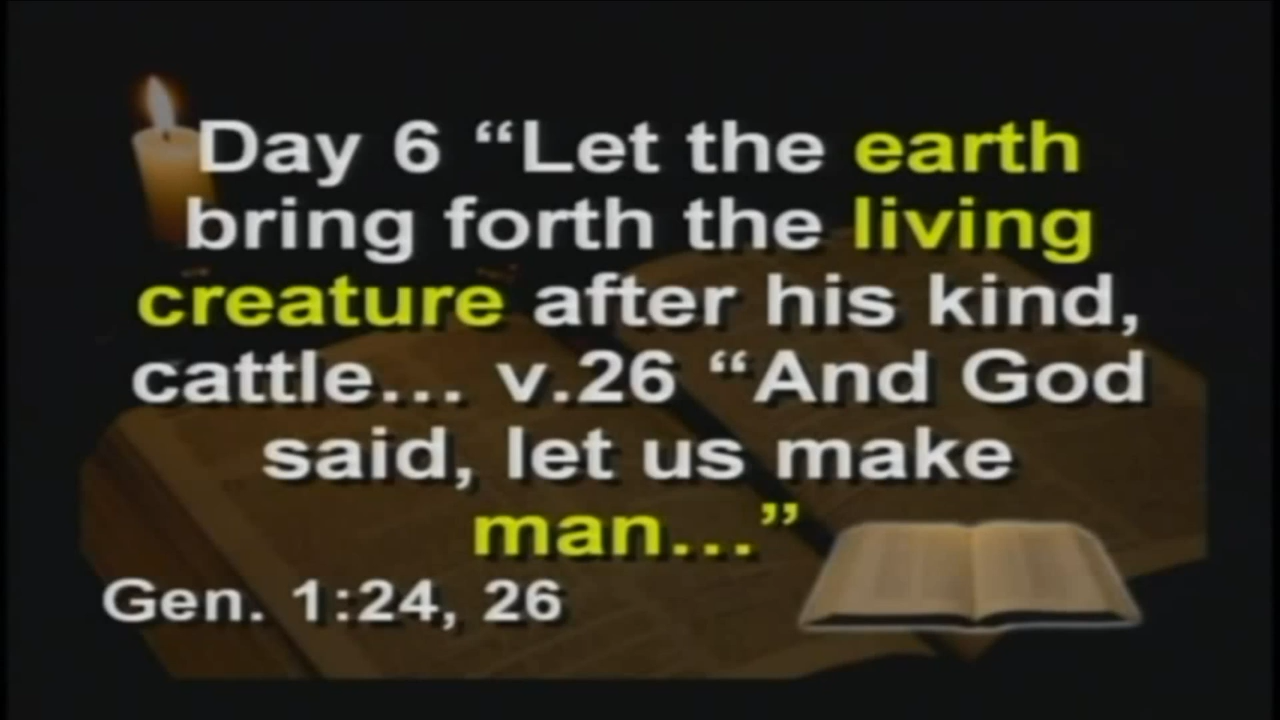 Day 6 “Let the earth
bring forth the living
creature after his kind,
cattle... v.26 “And God
said, let us make
man...”
Gen. 1:24, 26